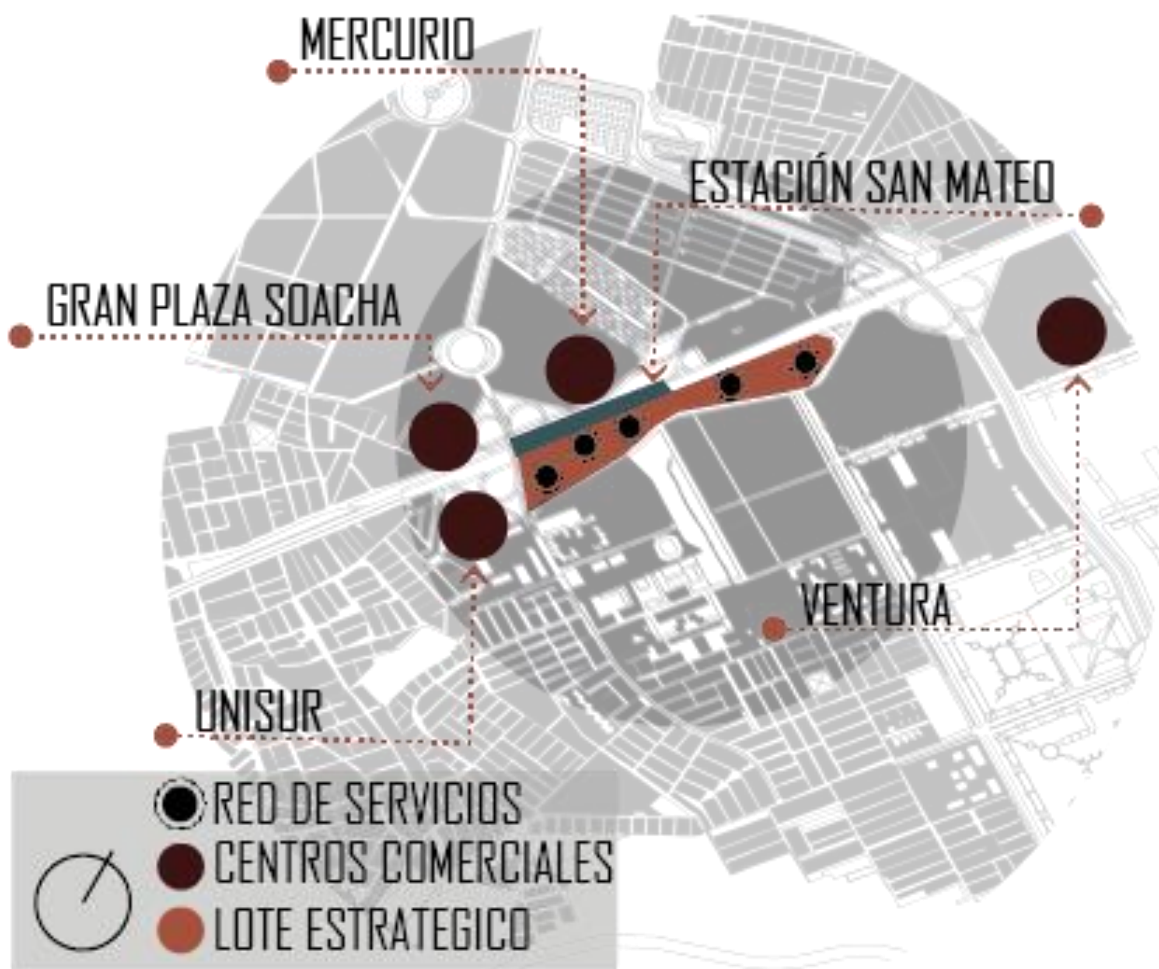 MERCURIO
ESTACIÓN SAN MATEO
GRAN PLAZA SOACHA
VENTURA
UNISUR
RED DE SERVICIOS
CENTROS COMERCIALES
LOTE ESTRATEGICO